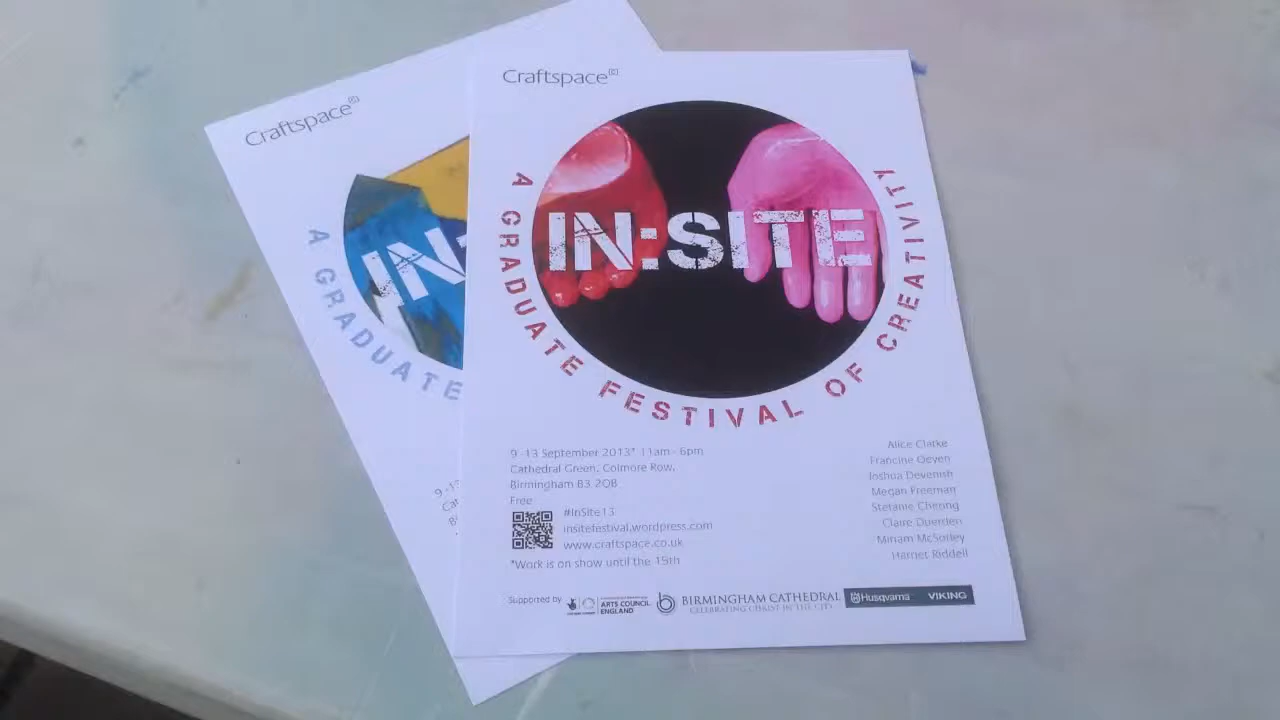 Craftspace
IN:
A GRADUATE
9-13
Craftspace
IN:SITE
A GRADUATE FESTIVAL OF CREATIVITY
9-13 September 2013* 11am - 6pm
Cathedral Green, Colmore Row,
Birmingham B3 2QB
Free
#InSite13
insitefestival.wordpress.com
www.craftspace.co.uk
*Work is on show until the 15th
Alice Clarke
Francine Oeyen
Joshua Devenish
Megan Freeman
Stefanie Cheong
Claire Duerden
Miriam McSorley
Harriet Riddell
Supported by
ARTS COUNCIL
ENGLAND
BIRMINGHAM CATHEDRAL
CELEBRATING CHRIST IN THE CITY
Husqvarna VIKING